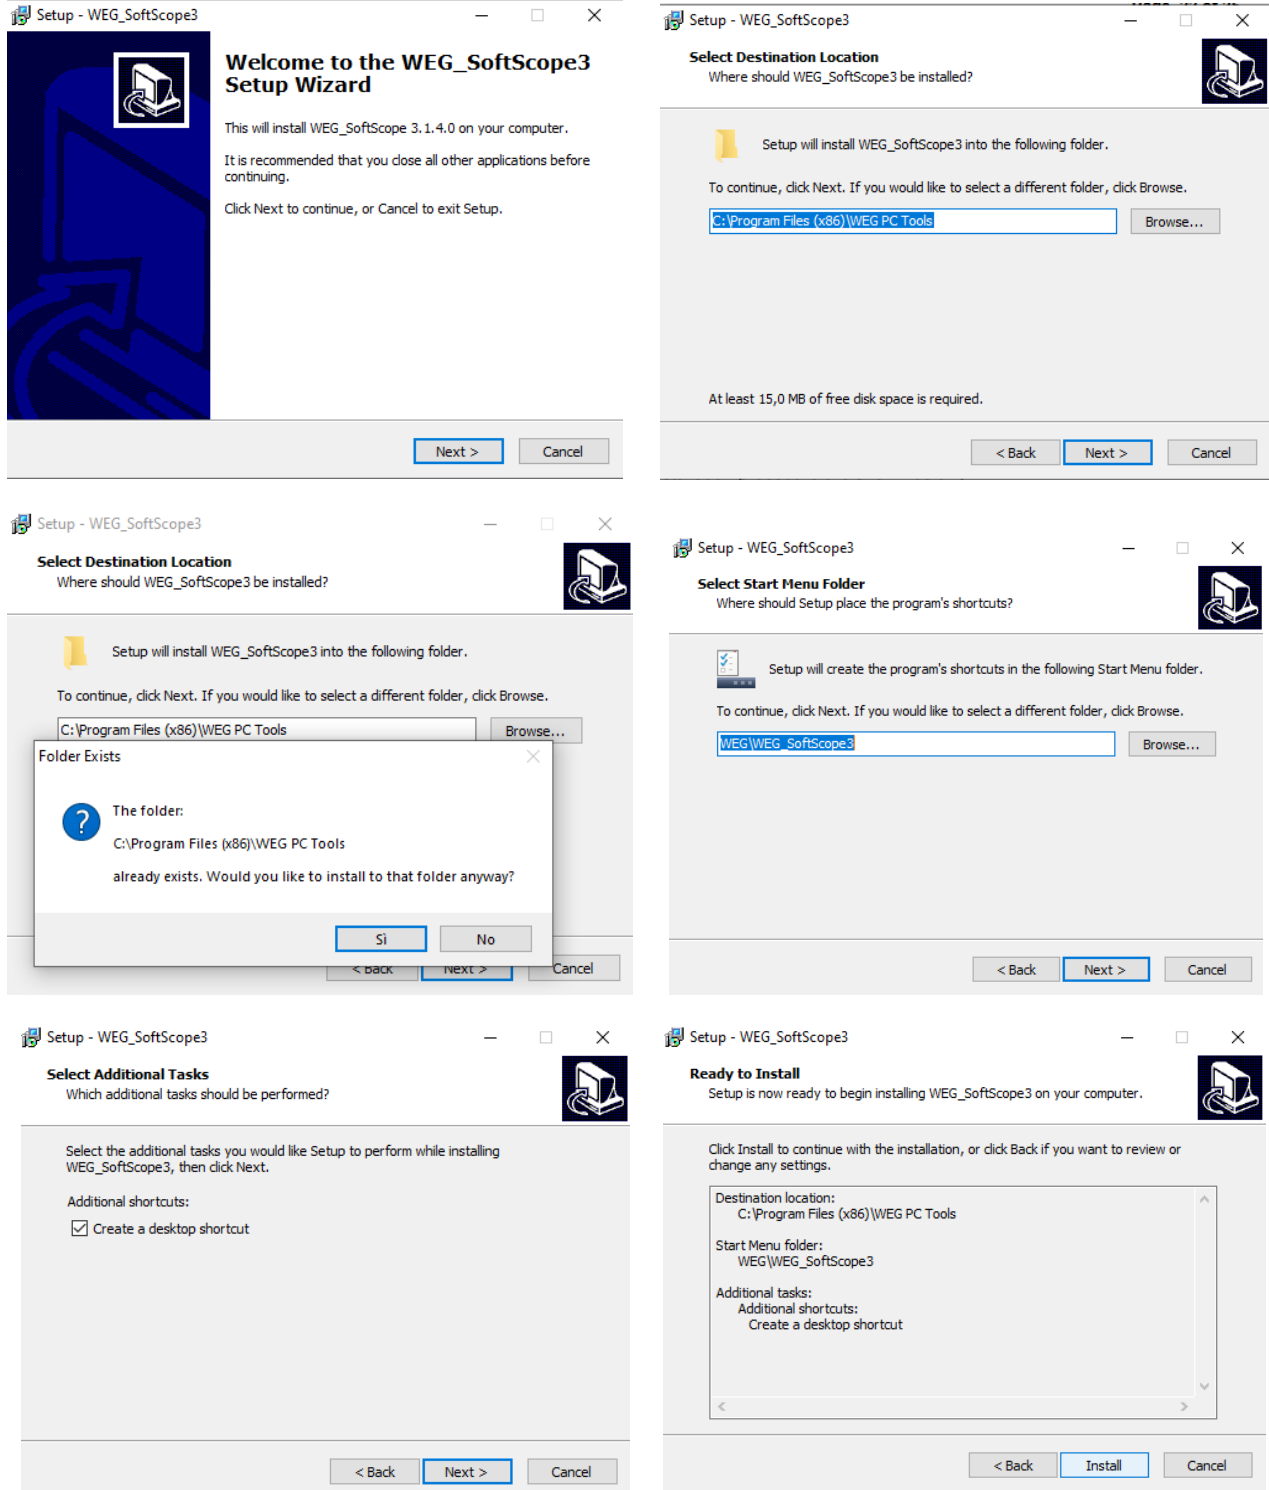 Setup - WEG_SoftScope3
Welcome to the WEG_SoftScope3
Setup Wizard
This will install WEG_SoftScope 3.1.4.0 on your computer.
It is recommended that you close all other applications before
continuing.
Click Next to continue, or Cancel to exit Setup.
Next >
Cancel
Setup - WEG_SoftScope3
Select Destination Location
Where should WEG_SoftScope3 be installed?
Setup will install WEG_SoftScope3 into the following folder.
To continue, click Next. If you would like to select a different folder, click Browse.
C:\Program Files (x86)\WEG PC Tools
Browse...
At least 15,0 MB of free disk space is required.
< Back
Next >
Cancel
Setup - WEG_SoftScope3
Select Destination Location
Where should WEG_SoftScope3 be installed?
Setup will install WEG_SoftScope3 into the following folder.
To continue, click Next. If you would like to select a different folder, click Browse.
C:\Program Files (x86)\WEG PC Tools
Browse...
Folder Exists
The folder:
C:\Program Files (x86)\WEG PC Tools
already exists. Would you like to install to that folder anyway?
Sì
No
< Back
Next >
Cancel
Setup - WEG_SoftScope3
Select Start Menu Folder
Where should Setup place the program's shortcuts?
Setup will create the program's shortcuts in the following Start Menu folder.
To continue, click Next. If you would like to select a different folder, click Browse.
WEG\WEG_SoftScope3
Browse...
< Back
Next >
Cancel
Setup - WEG_SoftScope3
Select Additional Tasks
Which additional tasks should be performed?
Select the additional tasks you would like Setup to perform while installing
WEG_SoftScope3, then click Next.
Additional shortcuts:
Create a desktop shortcut
< Back
Next >
Cancel
Setup - WEG_SoftScope3
Ready to Install
Setup is now ready to begin installing WEG_SoftScope3 on your computer.
Click Install to continue with the installation, or click Back if you want to review or
change any settings.
Destination location:
C:\Program Files (x86)\WEG PC Tools
Start Menu folder:
WEG\WEG_SoftScope3
Additional tasks:
Additional shortcuts:
Create a desktop shortcut
< Back
Install
Cancel